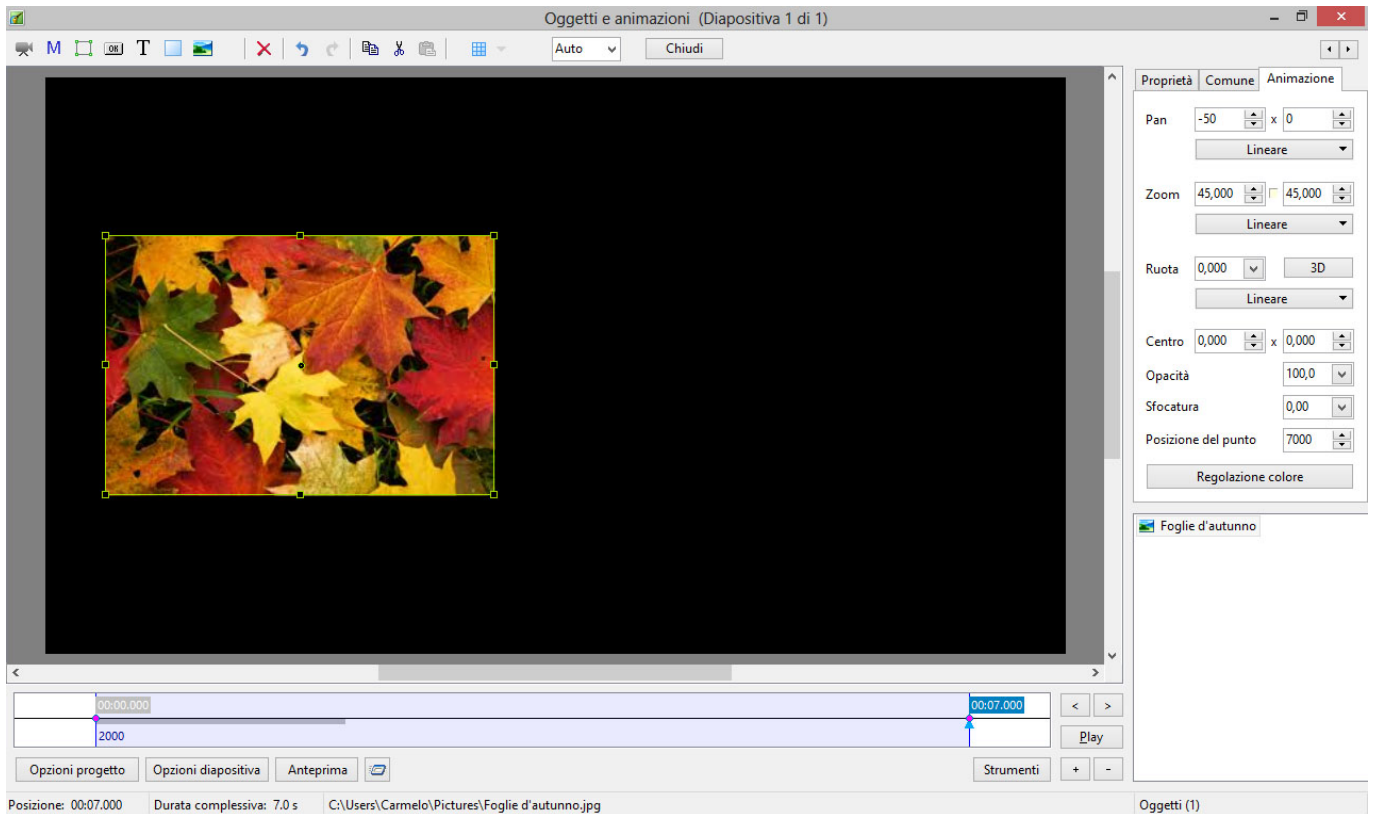 Oggetti e animazioni (Diapositiva 1 di 1)
M OK T Auto Chiudi
Proprietà Comune Animazione
Pan -50 x 0
Lineare
Zoom 45,000 45,000
Lineare
Ruota 0,000 3D
Lineare
Centro 0,000 x 0,000
Opacità 100,0
Sfocatura 0,00
Posizione del punto 7000
Regolazione colore
Foglie d'autunno
00:00.000 00:07.000 < >
2000 Play
Opzioni progetto Opzioni diapositiva Anteprima Strumenti + -
Posizione: 00:07.000 Durata complessiva: 7.0 s C:\Users\Carmelo\Pictures\Foglie d'autunno.jpg Oggetti (1)